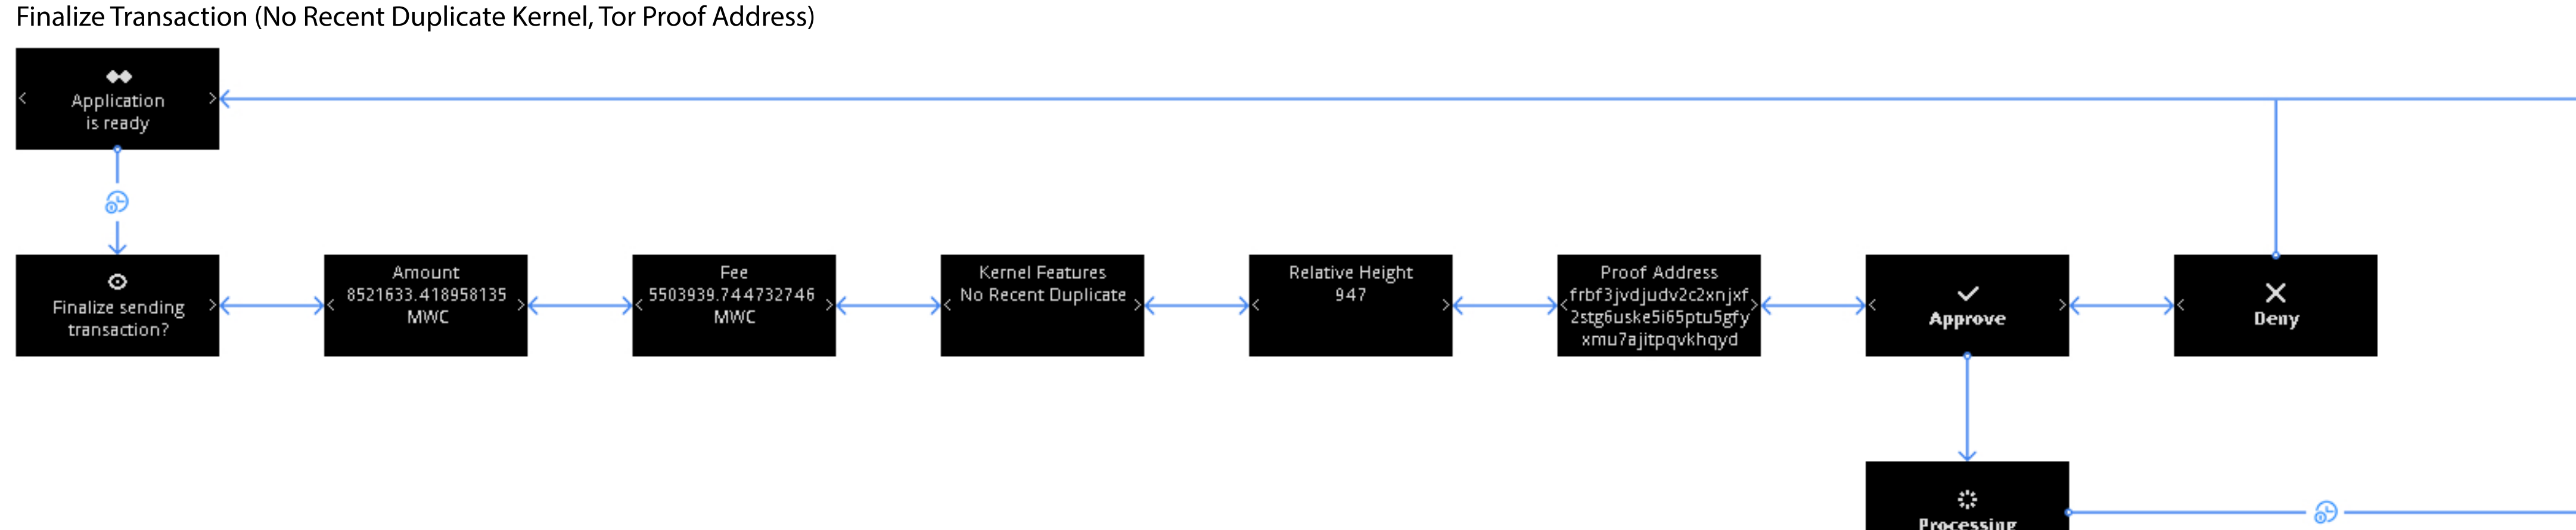 Finalize Transaction (No Recent Duplicate Kernel, Tor Proof Address)
Application
is ready
Finalize sending
transaction?
Amount
8521633.418958135
MWC
Fee
5503939.744732746
MWC
Kernel Features
No Recent Duplicate
Relative Height
947
Proof Address
frbf3jvdjudv2c2xnjxf
2stg6uske5i65ptu5gfy
xmu7ajitpqvkhqyd
Approve
Deny
Processing